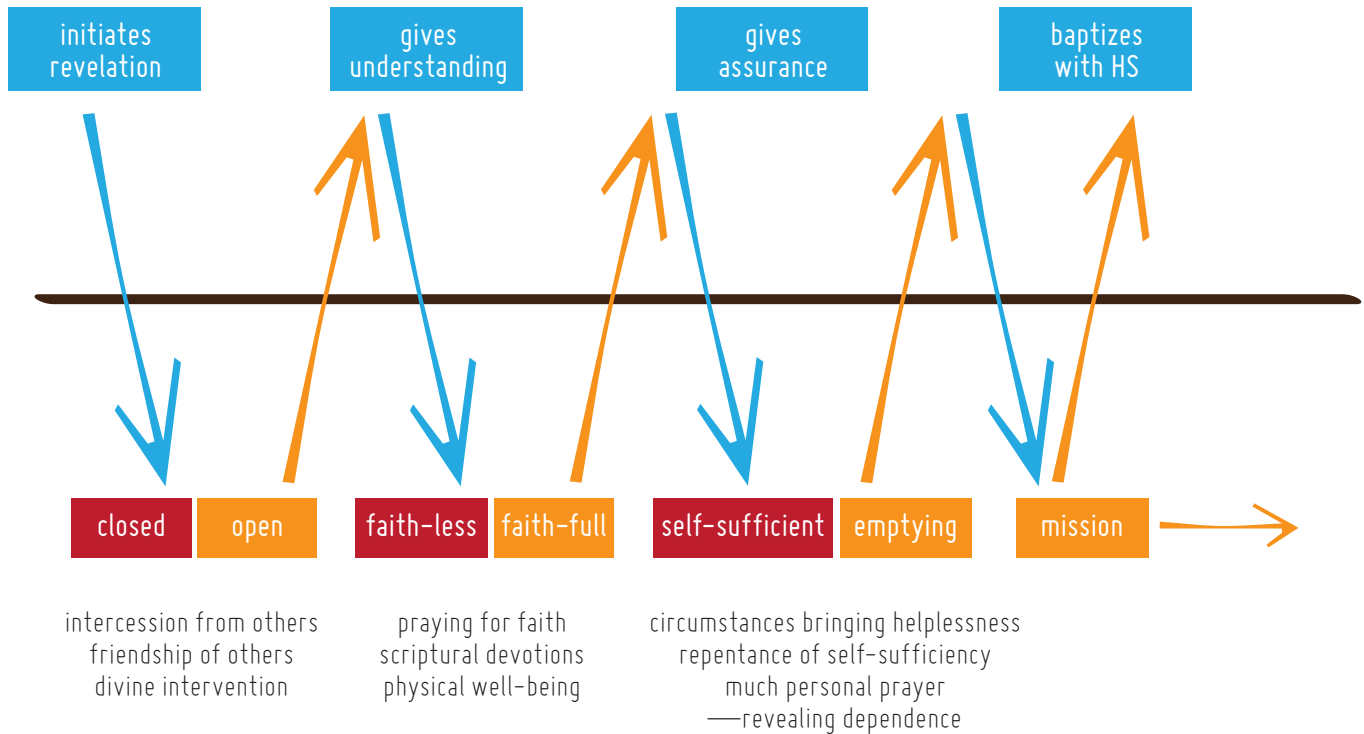 initiates
revelation
gives
understanding
gives
assurance
baptizes
with HS
closed
open
faith-less
faith-full
self-sufficient
emptying
mission
intercession from others
friendship of others
divine intervention
praying for faith
scriptural devotions
physical well-being
circumstances bringing helplessness
repentance of self-sufficiency
much personal prayer
—revealing dependence